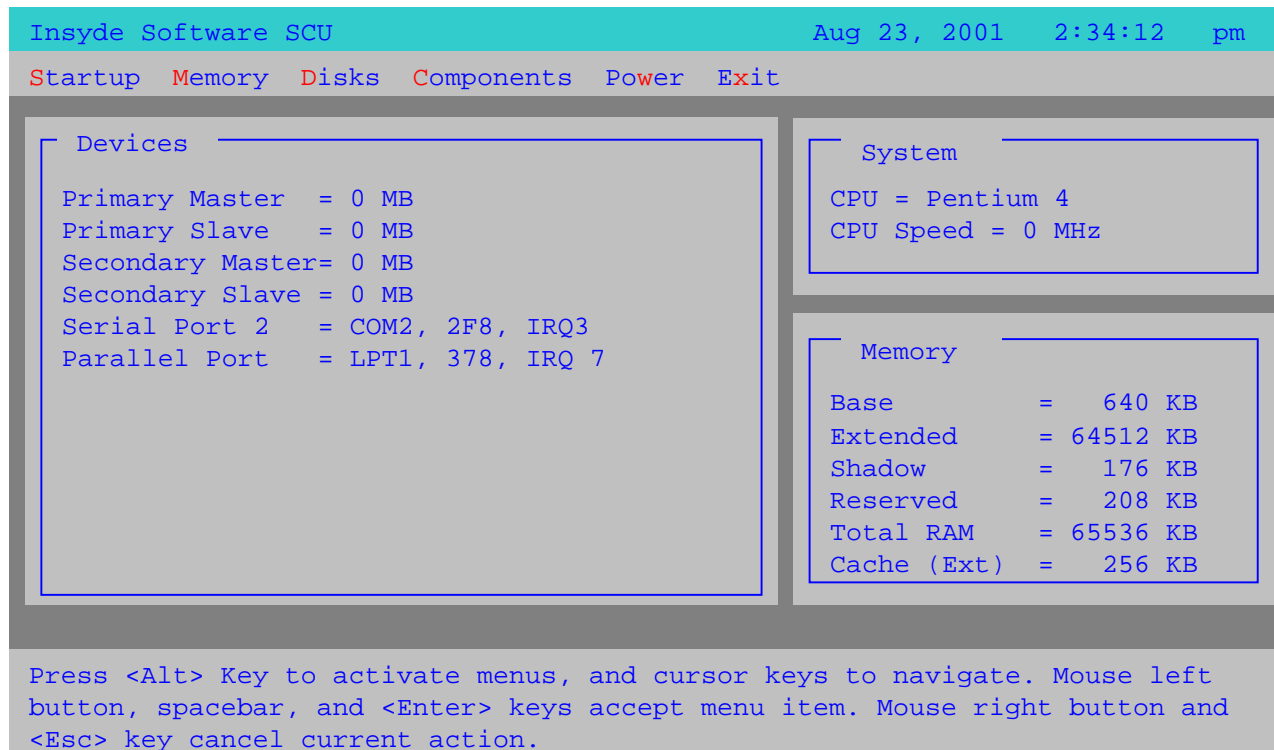 Insyde Software SCU Aug 23, 2001 2:34:12 pm
Startup Memory Disks Components Power Exit
Devices
Primary Master = 0 MB
Primary Slave = 0 MB
Secondary Master= 0 MB
Secondary Slave = 0 MB
Serial Port 2 = COM2, 2F8, IRQ3
Parallel Port = LPT1, 378, IRQ 7
System
CPU = Pentium 4
CPU Speed = 0 MHz
Memory
Base = 640 KB
Extended = 64512 KB
Shadow = 176 KB
Reserved = 208 KB
Total RAM = 65536 KB
Cache (Ext) = 256 KB
Press <Alt> Key to activate menus, and cursor keys to navigate. Mouse left
button, spacebar, and <Enter> keys accept menu item. Mouse right button and
<Esc> key cancel current action.